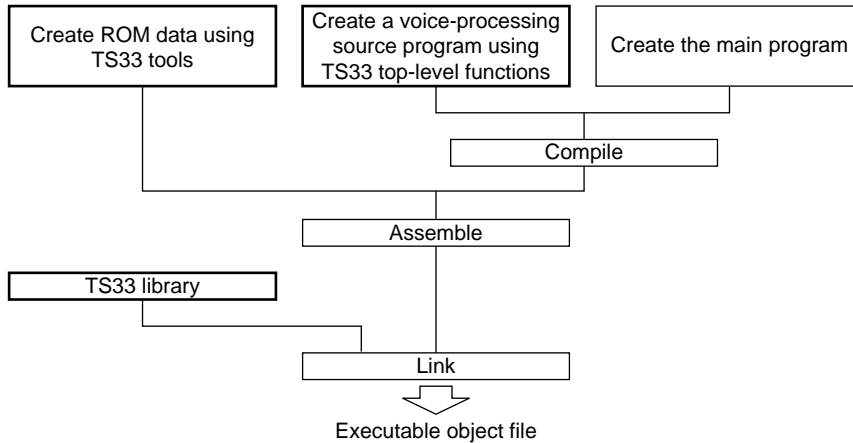 Create ROM data using
TS33 tools
Create a voice-processing
source program using
TS33 top-level functions
Create the main program
Compile
Assemble
TS33 library
Link
Executable object file